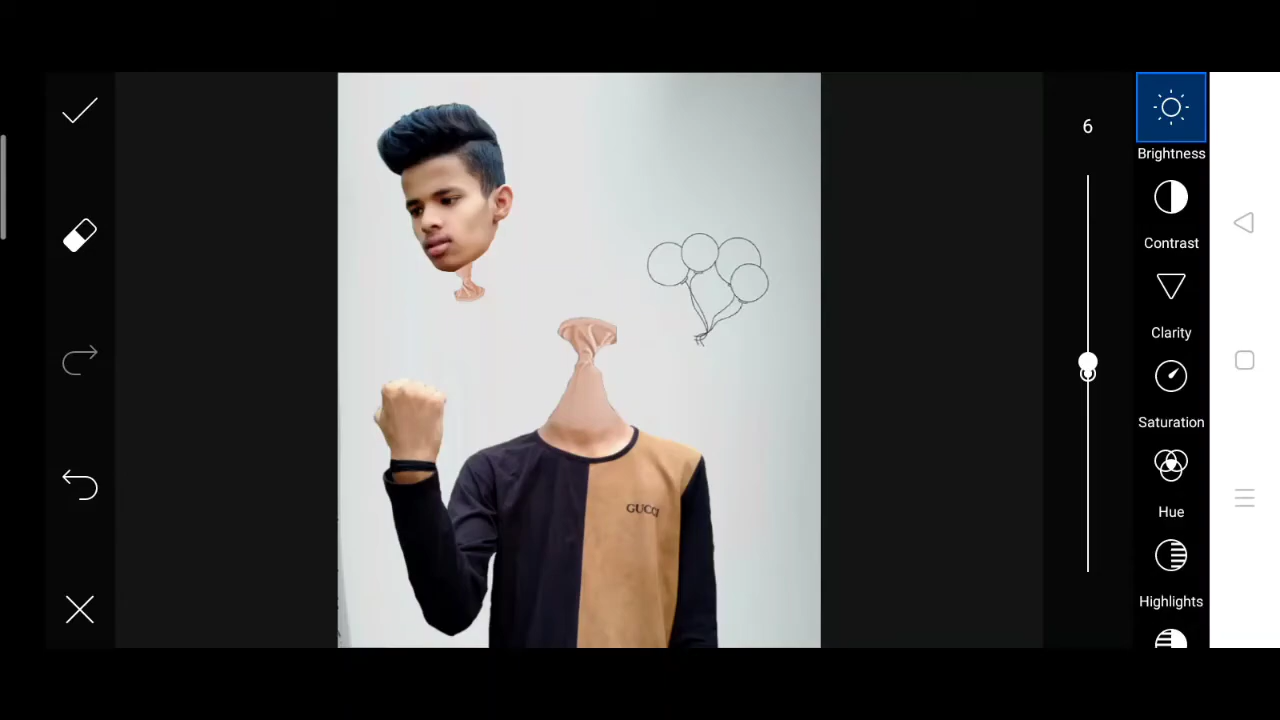 6
Brightness
Contrast
Clarity
Saturation
Hue
Highlights
GUCCI